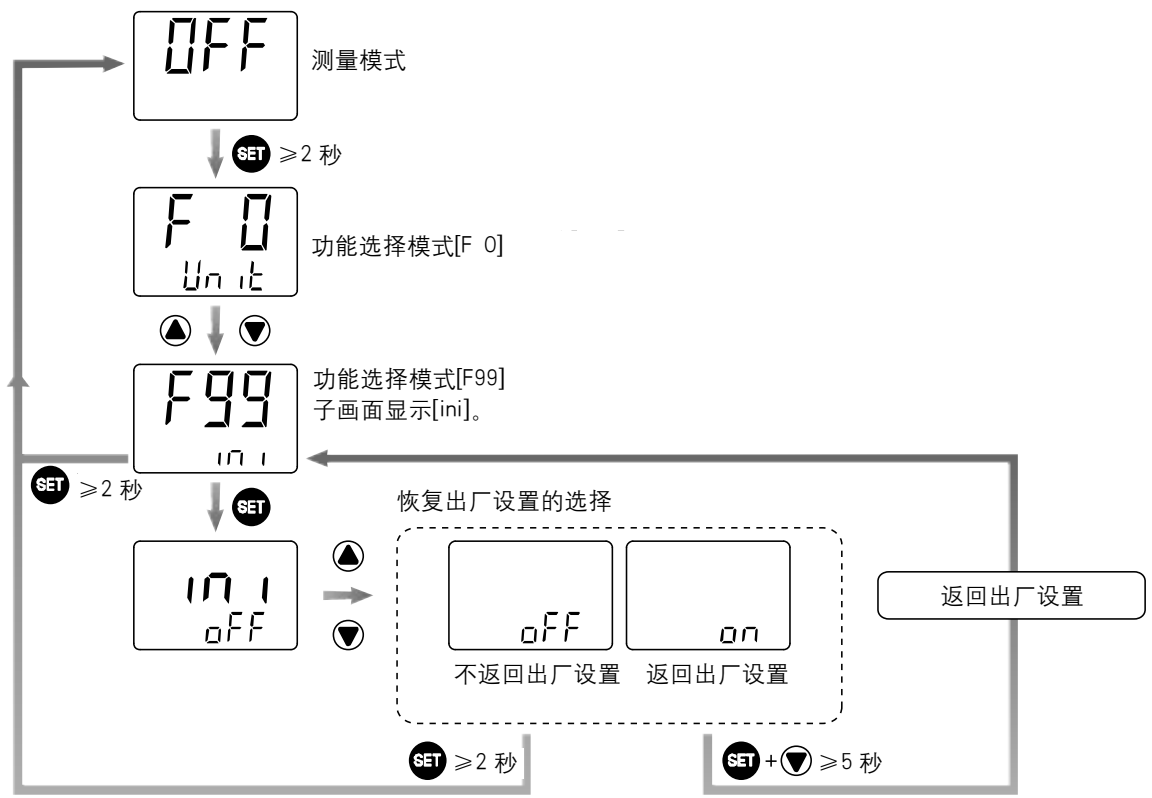 OFF
测量模式
SET ≥2 秒
F 0
Unit
功能选择模式[F 0]
F99
ini
功能选择模式[F99]
子画面显示[ini]。
SET ≥2 秒
SET
恢复出厂设置的选择
ini
oFF
oFF
on
不返回出厂设置
返回出厂设置
返回出厂设置
SET ≥2 秒
SET + ≥5 秒